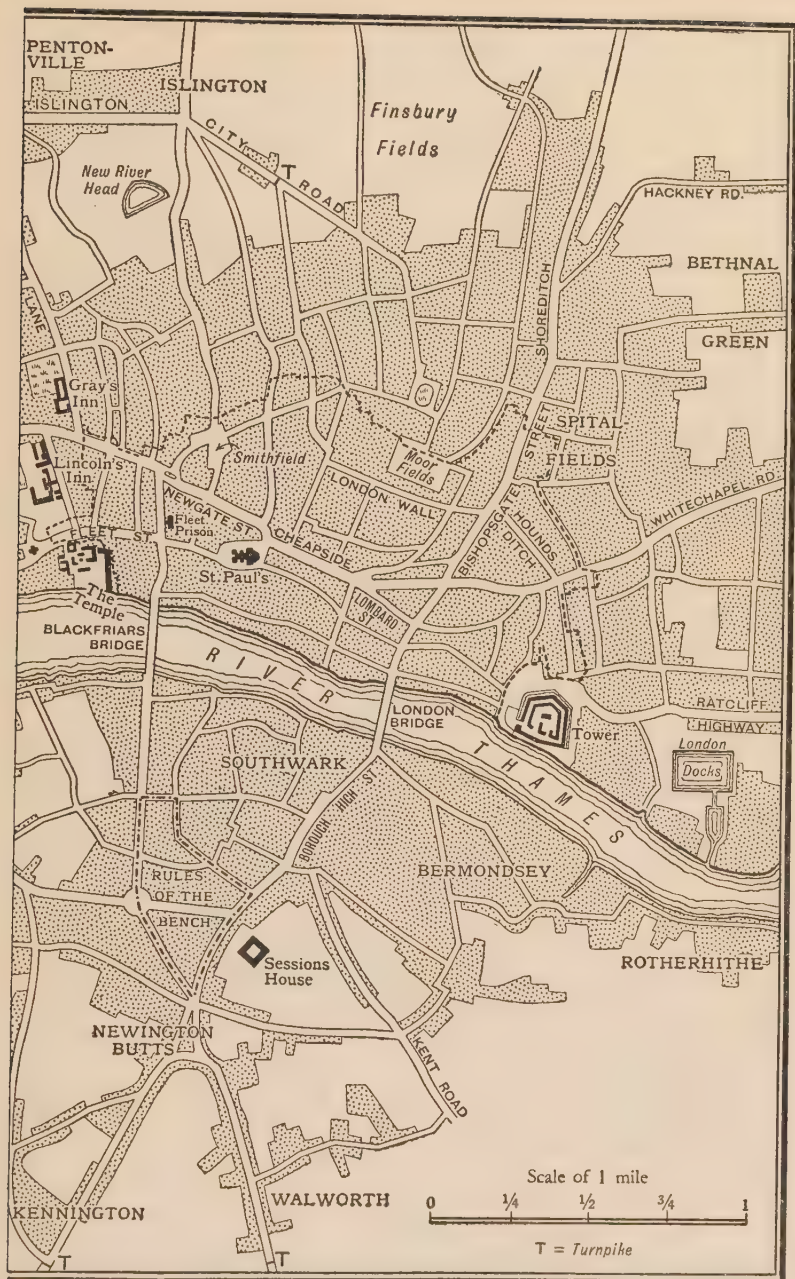 PENTON-
VILLE
ISLINGTON
ISLINGTON
CITY
T
ROAD
Finsbury
Fields
New River
Head
HACKNEY RD.
BETHNAL
GREEN
LANE
SHOREDITCH
Gray's
Inn
Lincoln's
Inn
Smithfield
Moor
Fields
STREET
SPITAL-
FIELDS
LONDON WALL
NEWGATE ST
Fleet
Prison
CHEAPSIDE
BISHOPSGATE
HOUNDS
DITCH
WHITECHAPEL RD.
FLEET ST.
St. Paul's
The
Temple
LOMBARD
ST
BLACKFRIARS
BRIDGE
RIVER
LONDON
BRIDGE
Tower
RATCLIFF
HIGHWAY
London
Docks
THAMES
SOUTHWARK
BOROUGH HIGH ST
BERMONDSEY
RULES
OF THE
BENCH
Sessions
House
ROTHERHITHE
NEWINGTON
BUTTS
KENT ROAD
WALWORTH
KENNINGTON
T
T
Scale of 1 mile
0 1/4 1/2 3/4 1
T = Turnpike